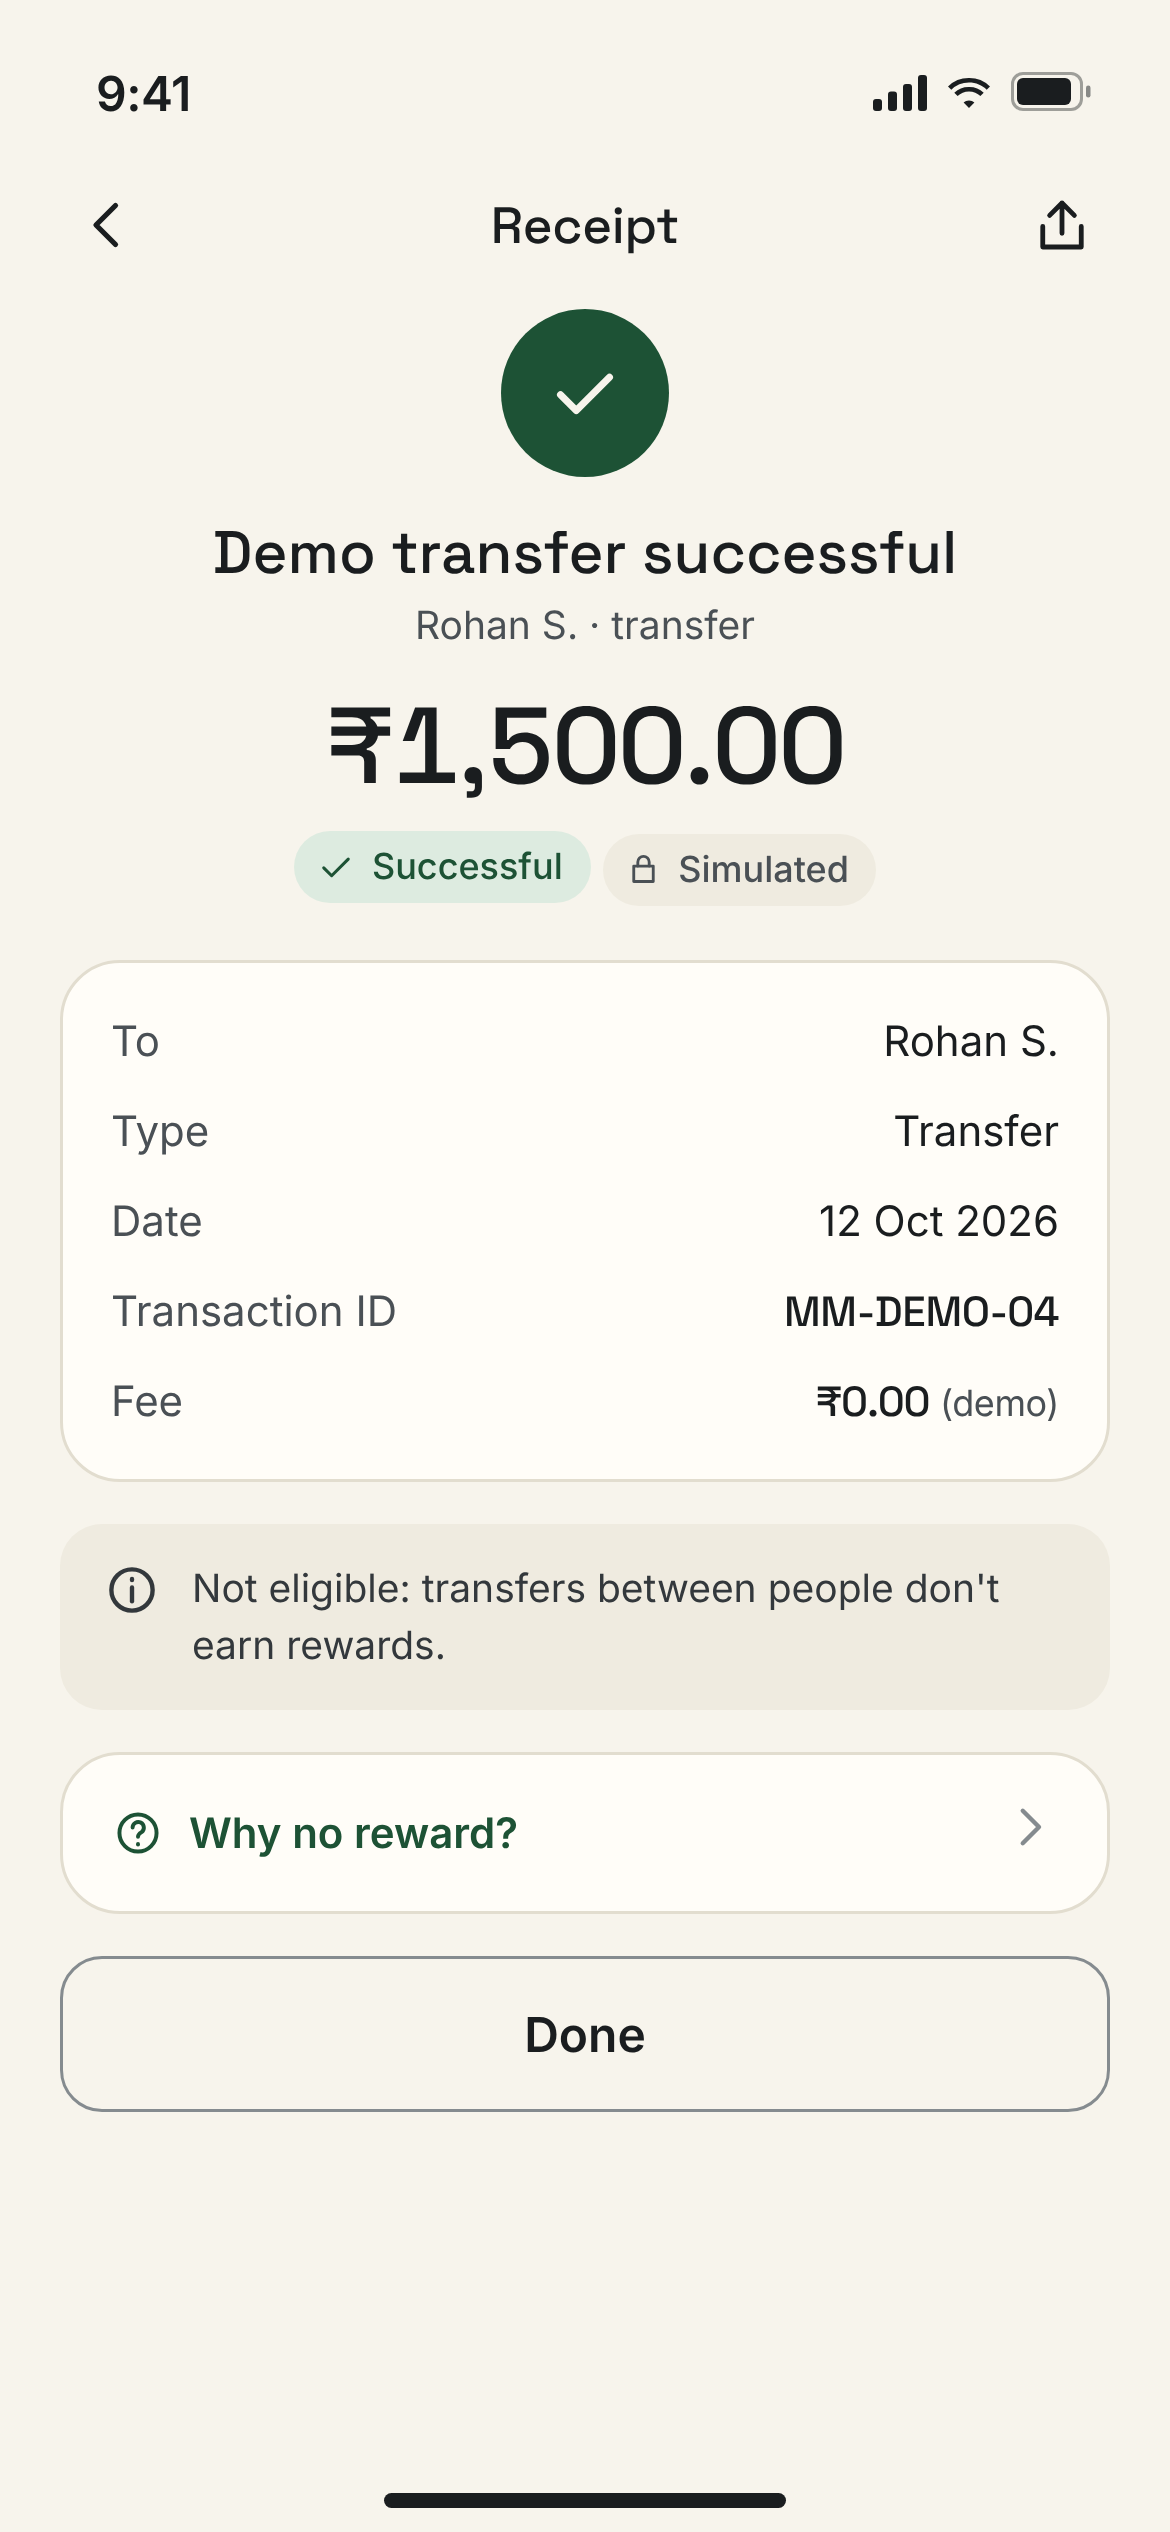 9:41
Receipt
Demo transfer successful
Rohan S. · transfer
₹1,500.00
Successful
Simulated
To Rohan S.
Type Transfer
Date 12 Oct 2026
Transaction ID MM-DEMO-04
Fee ₹0.00 (demo)
Not eligible: transfers between people don't
earn rewards.
Why no reward?
Done